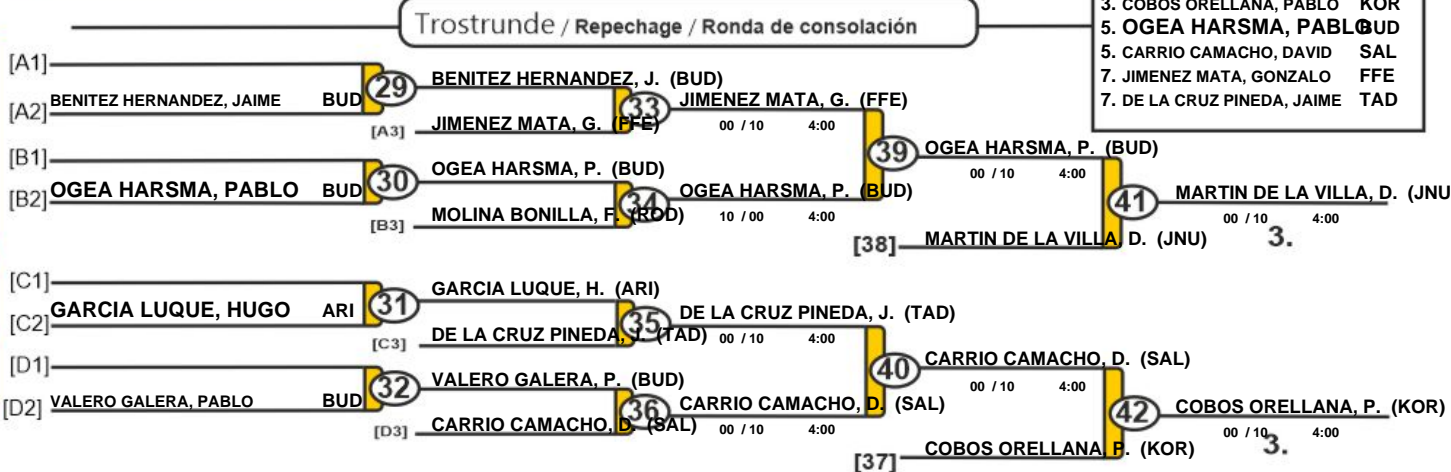 Trostrunde / Repechage / Ronda de consolación
3. COBOS ORELLANA, PABLO KOR
5. OGEA HARSMA, PABLO BUD
5. CARRIO CAMACHO, DAVID SAL
7. JIMENEZ MATA, GONZALO FFE
7. DE LA CRUZ PINEDA, JAIME TAD
[A1]
29 BENITEZ HERNANDEZ, J. (BUD)
[A2] BENITEZ HERNANDEZ, JAIME BUD
33 JIMENEZ MATA, G. (FFE)
00 / 10 4:00
[A3] JIMENEZ MATA, G. (FFE)
39 OGEA HARSMA, P. (BUD)
00 / 10 4:00
[B1]
30 OGEA HARSMA, P. (BUD)
[B2] OGEA HARSMA, PABLO BUD
34 OGEA HARSMA, P. (BUD)
10 / 00 4:00
[B3] MOLINA BONILLA, F. (ROD)
41 MARTIN DE LA VILLA, D. (JNU
00 / 10 4:00
3.
[38] MARTIN DE LA VILLA, D. (JNU)
[C1]
31 GARCIA LUQUE, H. (ARI)
[C2] GARCIA LUQUE, HUGO ARI
35 DE LA CRUZ PINEDA, J. (TAD)
00 / 10 4:00
[C3] DE LA CRUZ PINEDA, J. (TAD)
40 CARRIO CAMACHO, D. (SAL)
00 / 10 4:00
[D1]
32 VALERO GALERA, P. (BUD)
[D2] VALERO GALERA, PABLO BUD
36 CARRIO CAMACHO, D. (SAL)
00 / 10 4:00
[D3] CARRIO CAMACHO, D. (SAL)
42 COBOS ORELLANA, P. (KOR)
00 / 10 4:00
3.
[37] COBOS ORELLANA, P. (KOR)